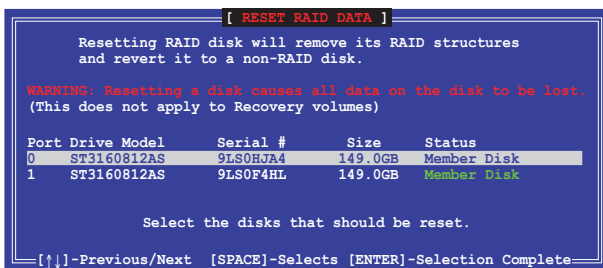 [ RESET RAID DATA ]
Resetting RAID disk will remove its RAID structures
and revert it to a non-RAID disk.
WARNING: Resetting a disk causes all data on the disk to be lost.
(This does not apply to Recovery volumes)
Port Drive Model Serial # Size Status
0 ST3160812AS 9LS0HJA4 149.0GB Member Disk
1 ST3160812AS 9LS0F4HL 149.0GB Member Disk
Select the disks that should be reset.
[↑↓]-Previous/Next [SPACE]-Selects [ENTER]-Selection Complete